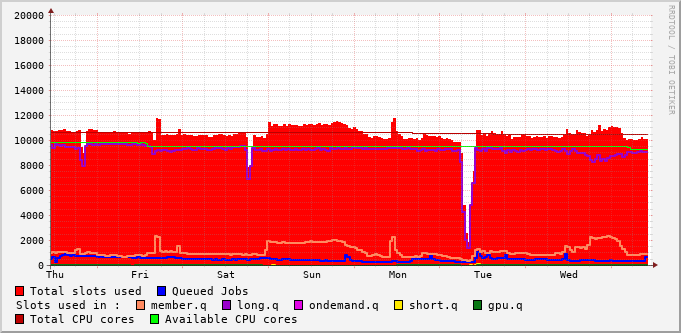 20000
18000
16000
14000
12000
10000
8000
6000
4000
2000
0
Thu Fri Sat Sun Mon Tue Wed
Total slots used Queued Jobs
Slots used in : member.q long.q ondemand.q short.q gpu.q
Total CPU cores Available CPU cores
RRDTOOL / TOBI OETIKER